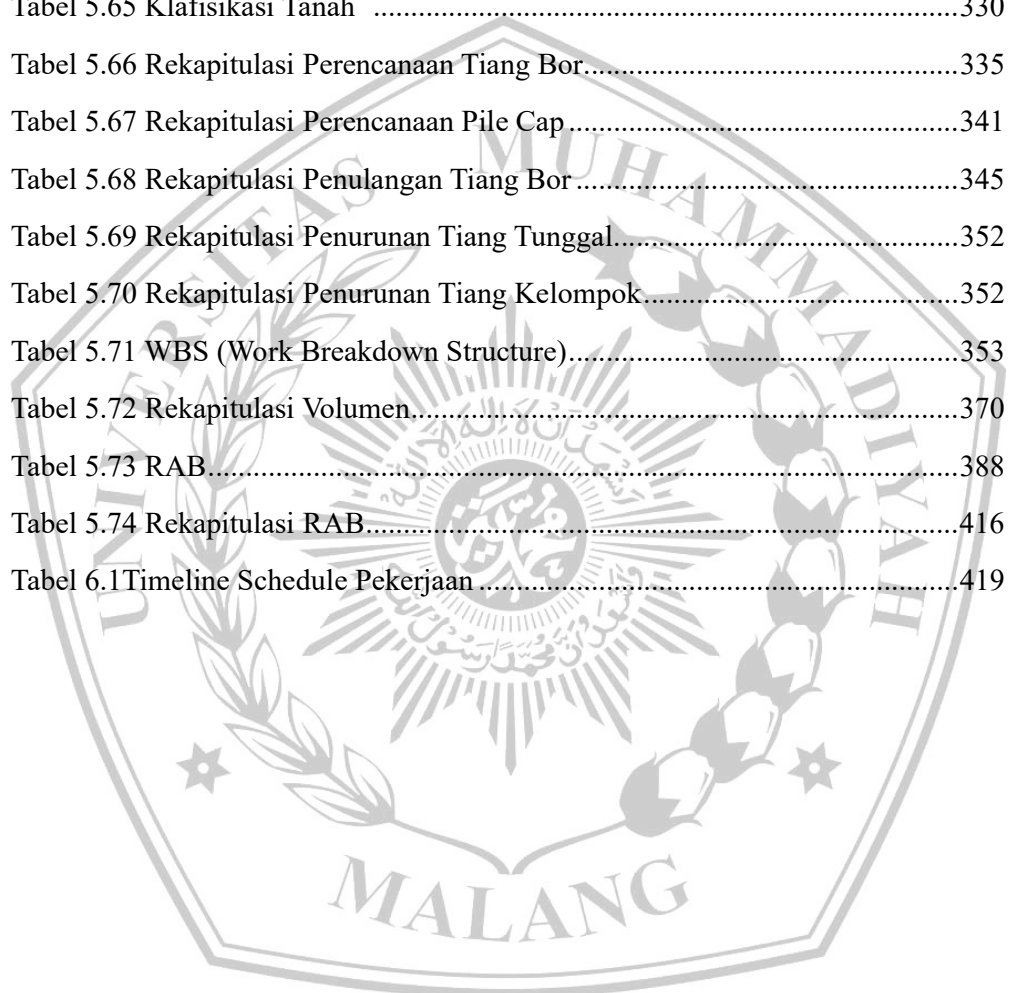 Tabel 5.65 Klafisikasi Tanah ................................................................................330
Tabel 5.66 Rekapitulasi Perencanaan Tiang Bor....................................................335
Tabel 5.67 Rekapitulasi Perencanaan Pile Cap.......................................................341
Tabel 5.68 Rekapitulasi Penulangan Tiang Bor......................................................345
Tabel 5.69 Rekapitulasi Penurunan Tiang Tunggal................................................352
Tabel 5.70 Rekapitulasi Penurunan Tiang Kelompok............................................352
Tabel 5.71 WBS (Work Breakdown Structure)......................................................353
Tabel 5.72 Rekapitulasi Volumen...........................................................................370
Tabel 5.73 RAB.......................................................................................................388
Tabel 5.74 Rekapitulasi RAB..................................................................................416
Tabel 6.1Timeline Schedule Pekerjaan ...................................................................419
UNIVERSITAS MUHAMMADIYAH
MALANG